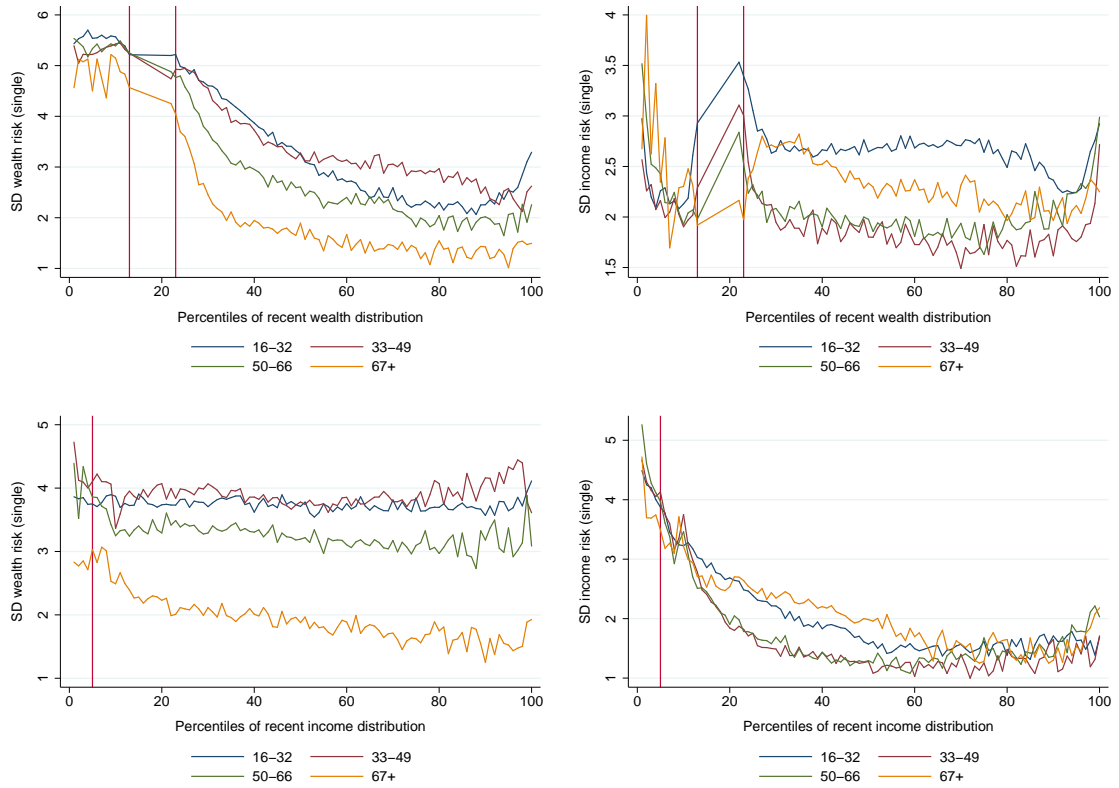 SD wealth risk (single)
6
5
4
3
2
1
0 20 40 60 80 100
Percentiles of recent wealth distribution
16−32 33−49
50−66 67+
SD income risk (single)
4
3.5
3
2.5
2
1.5
0 20 40 60 80 100
Percentiles of recent wealth distribution
16−32 33−49
50−66 67+
SD wealth risk (single)
5
4
3
2
1
0 20 40 60 80 100
Percentiles of recent income distribution
16−32 33−49
50−66 67+
SD income risk (single)
5
4
3
2
1
0 20 40 60 80 100
Percentiles of recent income distribution
16−32 33−49
50−66 67+